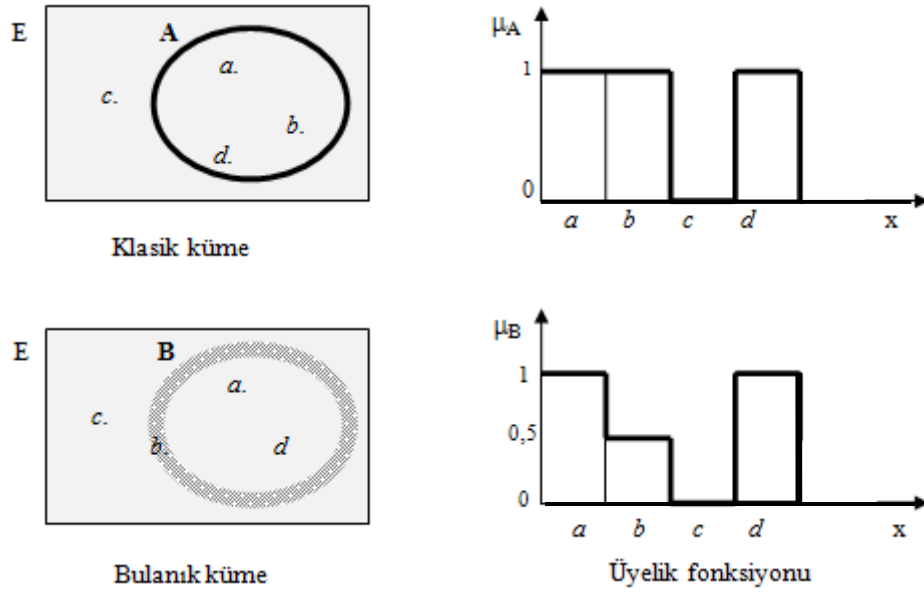 E
A
a.
c.
b.
d.
Klasik küme
μA
1
0
a b c d x
E
B
a.
c.
b.
d
Bulanık küme
μB
1
0,5
0
a b c d x
Üyelik fonksiyonu